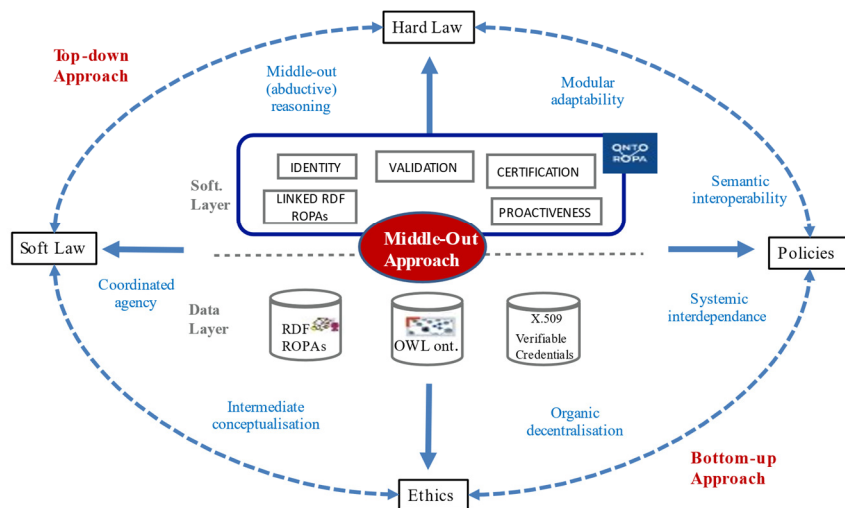 Hard Law
Top-down
Approach
Middle-out
(abductive)
reasoning
Modular
adaptability
ONTO
ROPA
IDENTITY
VALIDATION
CERTIFICATION
Soft.
Layer
LINKED RDF
ROPAs
PROACTIVENESS
Semantic
interoperability
Middle-Out
Approach
Soft Law
Policies
Coordinated
agency
Systemic
interdependance
Data
Layer
RDF
ROPAs
OWL ont.
X.509
Verifiable
Credentials
Intermediate
conceptualisation
Organic
decentralisation
Bottom-up
Approach
Ethics